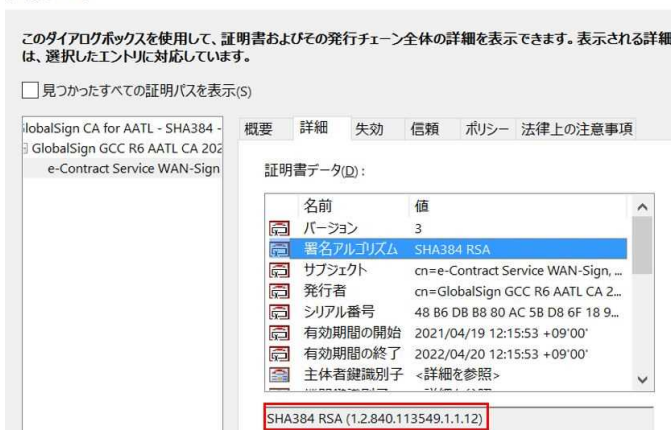 このダイアログボックスを使用して、証明書およびその発行チェーン全体の詳細を表示できます。表示される詳細
は、選択したエントリに対応しています。
見つかったすべての証明パスを表示(S)
lobalSign CA for AATL - SHA384 -
GlobalSign GCC R6 AATL CA 202
e-Contract Service WAN-Sign
概要 詳細 失効 信頼 ポリシー 法律上の注意事項
証明書データ(D):
名前 値
バージョン 3
署名アルゴリズム SHA384 RSA
サブジェクト cn=e-Contract Service WAN-Sign, ...
発行者 cn=GlobalSign GCC R6 AATL CA 2...
シリアル番号 48 B6 DB B8 80 AC 5B D8 6F 18 9...
有効期間の開始 2021/04/19 12:15:53 +09'00'
有効期間の終了 2022/04/20 12:15:53 +09'00'
主体者鍵識別子 <詳細を参照>
SHA384 RSA (1.2.840.113549.1.1.12)